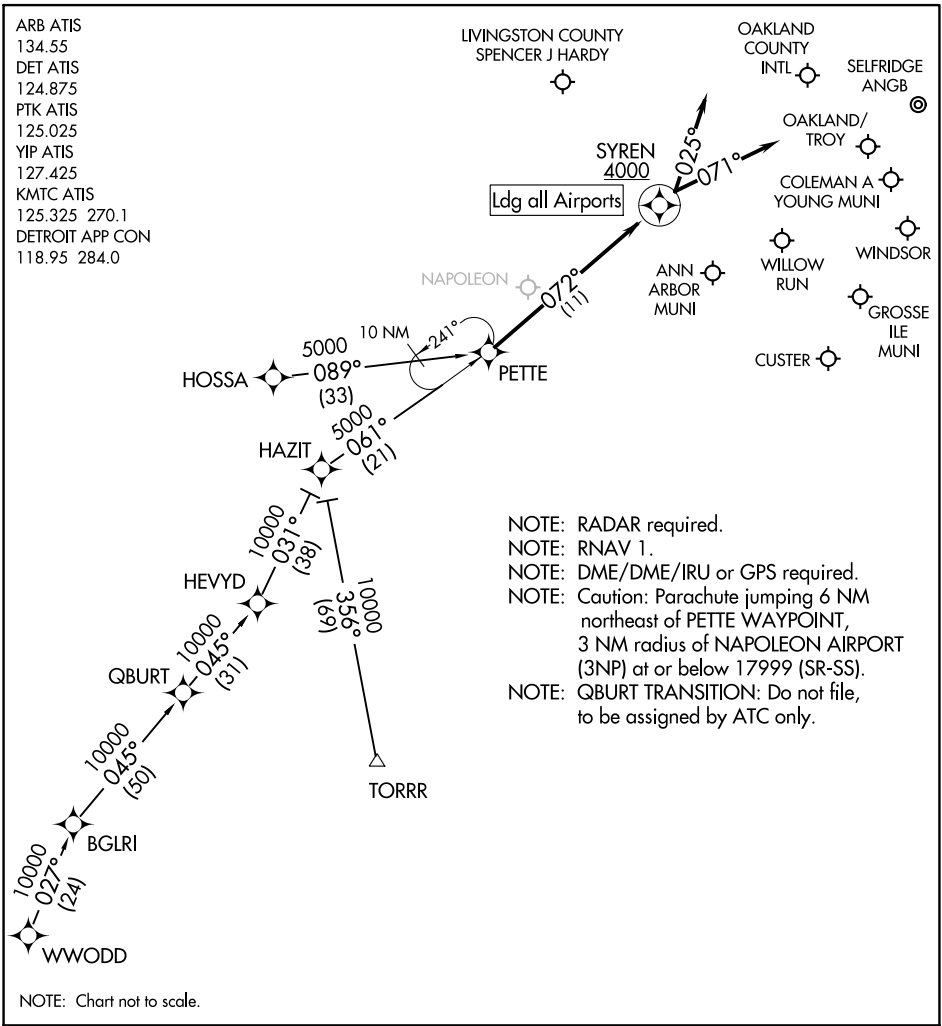 ARB ATIS
134.55
DET ATIS
124.875
PTK ATIS
125.025
YIP ATIS
127.425
KMTC ATIS
125.325 270.1
DETROIT APP CON
118.95 284.0
LIVINGSTON COUNTY
SPENCER J HARDY
OAKLAND
COUNTY
INTL
SELFRIDGE
ANGB
OAKLAND/
TROY
COLEMAN A
YOUNG MUNI
WINDSOR
WILLOW
RUN
ANN
ARBOR
MUNI
GROSSE
ILE
MUNI
CUSTER
SYREN
4000
Ldg all Airports
025°
071°
NAPOLEON
072°
(11)
10 NM
241°
PETTE
HOSSA
5000
089°
(33)
5000
061°
(21)
HAZIT
10000
031°
(38)
HEVYD
10000
356°
(69)
TORRR
10000
045°
(31)
QBURT
10000
045°
(50)
BGLRI
10000
027°
(24)
WWODD
NOTE: RADAR required.
NOTE: RNAV 1.
NOTE: DME/DME/IRU or GPS required.
NOTE: Caution: Parachute jumping 6 NM
northeast of PETTE WAYPOINT,
3 NM radius of NAPOLEON AIRPORT
(3NP) at or below 17999 (SR-SS).
NOTE: QBURT TRANSITION: Do not file,
to be assigned by ATC only.
NOTE: Chart not to scale.